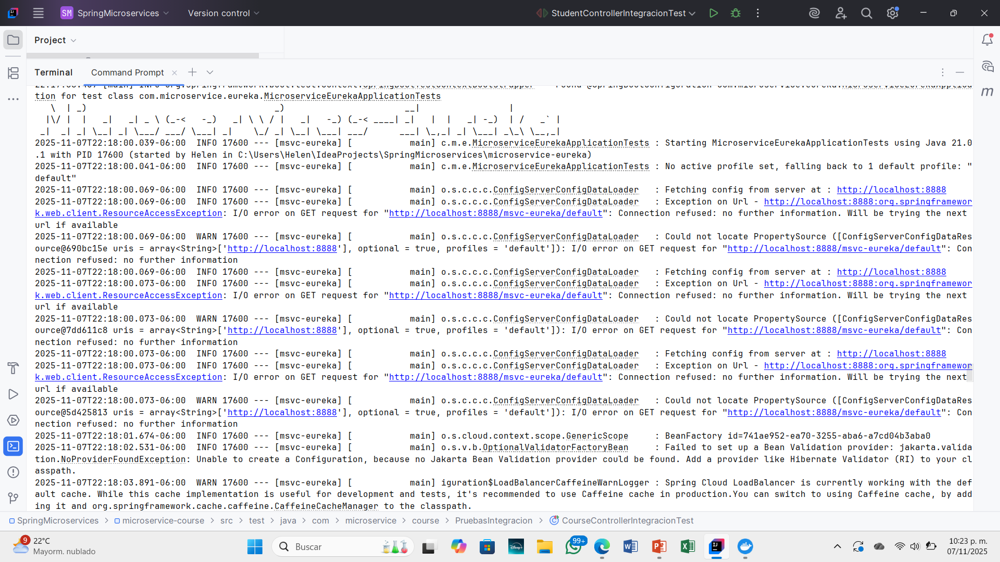 SM SpringMicroservices
Version control
StudentControllerIntegracionTest
Project
Terminal
Command Prompt
tion for test class com.microservice.eureka.MicroserviceEurekaApplicationTests
2025-11-07T22:18:00.039-06:00  INFO 17600 --- [msvc-eureka] [           main] c.m.e.MicroserviceEurekaApplicationTests : Starting MicroserviceEurekaApplicationTests using Java 21.0
.1 with PID 17600 (started by Helen in C:\Users\Helen\IdeaProjects\SpringMicroservices\microservice-eureka)
2025-11-07T22:18:00.041-06:00  INFO 17600 --- [msvc-eureka] [           main] c.m.e.MicroserviceEurekaApplicationTests : No active profile set, falling back to 1 default profile: "
default"
2025-11-07T22:18:00.069-06:00  INFO 17600 --- [msvc-eureka] [           main] o.s.c.c.c.ConfigServerConfigDataLoader   : Fetching config from server at : http://localhost:8888
2025-11-07T22:18:00.069-06:00  INFO 17600 --- [msvc-eureka] [           main] o.s.c.c.c.ConfigServerConfigDataLoader   : Exception on Url - http://localhost:8888:org.springframewor
k.web.client.ResourceAccessException: I/O error on GET request for "http://localhost:8888/msvc-eureka/default": Connection refused: no further information. Will be trying the next
url if available
2025-11-07T22:18:00.069-06:00  WARN 17600 --- [msvc-eureka] [           main] o.s.c.c.c.ConfigServerConfigDataLoader   : Could not locate PropertySource ([ConfigServerConfigDataRes
ource@690bc15e uris = array<String>['http://localhost:8888'], optional = true, profiles = 'default']): I/O error on GET request for "http://localhost:8888/msvc-eureka/default": Con
nection refused: no further information
2025-11-07T22:18:00.069-06:00  INFO 17600 --- [msvc-eureka] [           main] o.s.c.c.c.ConfigServerConfigDataLoader   : Fetching config from server at : http://localhost:8888
2025-11-07T22:18:00.073-06:00  INFO 17600 --- [msvc-eureka] [           main] o.s.c.c.c.ConfigServerConfigDataLoader   : Exception on Url - http://localhost:8888:org.springframewor
k.web.client.ResourceAccessException: I/O error on GET request for "http://localhost:8888/msvc-eureka/default": Connection refused: no further information. Will be trying the next
url if available
2025-11-07T22:18:00.073-06:00  WARN 17600 --- [msvc-eureka] [           main] o.s.c.c.c.ConfigServerConfigDataLoader   : Could not locate PropertySource ([ConfigServerConfigDataRes
ource@7dd611c8 uris = array<String>['http://localhost:8888'], optional = true, profiles = 'default']): I/O error on GET request for "http://localhost:8888/msvc-eureka/default": Con
nection refused: no further information
2025-11-07T22:18:00.073-06:00  INFO 17600 --- [msvc-eureka] [           main] o.s.c.c.c.ConfigServerConfigDataLoader   : Fetching config from server at : http://localhost:8888
2025-11-07T22:18:00.073-06:00  INFO 17600 --- [msvc-eureka] [           main] o.s.c.c.c.ConfigServerConfigDataLoader   : Exception on Url - http://localhost:8888:org.springframewor
k.web.client.ResourceAccessException: I/O error on GET request for "http://localhost:8888/msvc-eureka/default": Connection refused: no further information. Will be trying the next
url if available
2025-11-07T22:18:00.073-06:00  WARN 17600 --- [msvc-eureka] [           main] o.s.c.c.c.ConfigServerConfigDataLoader   : Could not locate PropertySource ([ConfigServerConfigDataRes
ource@5d425813 uris = array<String>['http://localhost:8888'], optional = true, profiles = 'default']): I/O error on GET request for "http://localhost:8888/msvc-eureka/default": Con
nection refused: no further information
2025-11-07T22:18:01.674-06:00  INFO 17600 --- [msvc-eureka] [           main] o.s.cloud.context.scope.GenericScope     : BeanFactory id=741ae952-ea70-3255-aba6-a7cd04b3aba0
2025-11-07T22:18:02.531-06:00  INFO 17600 --- [msvc-eureka] [           main] o.s.v.b.OptionalValidatorFactoryBean     : Failed to set up a Bean Validation provider: jakarta.valida
tion.NoProviderFoundException: Unable to create a Configuration, because no Jakarta Bean Validation provider could be found. Add a provider like Hibernate Validator (RI) to your cl
asspath.
2025-11-07T22:18:03.891-06:00  WARN 17600 --- [msvc-eureka] [           main] iguration$LoadBalancerCaffeineWarnLogger : Spring Cloud LoadBalancer is currently working with the def
ault cache. While this cache implementation is useful for development and tests, it's recommended to use Caffeine cache in production.You can switch to using Caffeine cache, by add
ing it and org.springframework.cache.caffeine.CaffeineCacheManager to the classpath.
SpringMicroservices > microservice-course > src > test > java > com > microservice > course > PruebasIntegracion > CourseControllerIntegracionTest
9
22°C
Mayorm. nublado
Buscar
99+
10:23 p. m.
07/11/2025